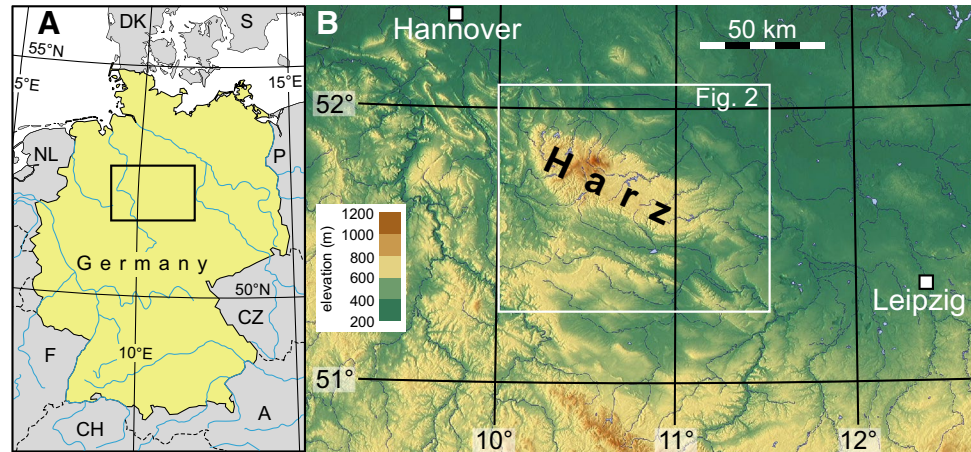 A
DK
S
55°N
5°E
15°E
NL
P
Germany
50°N
CZ
F
10°E
CH
A
B
Hannover
50 km
52°
Fig. 2
Harz
elevation (m)
1200
1000
800
600
400
200
Leipzig
51°
10°
11°
12°